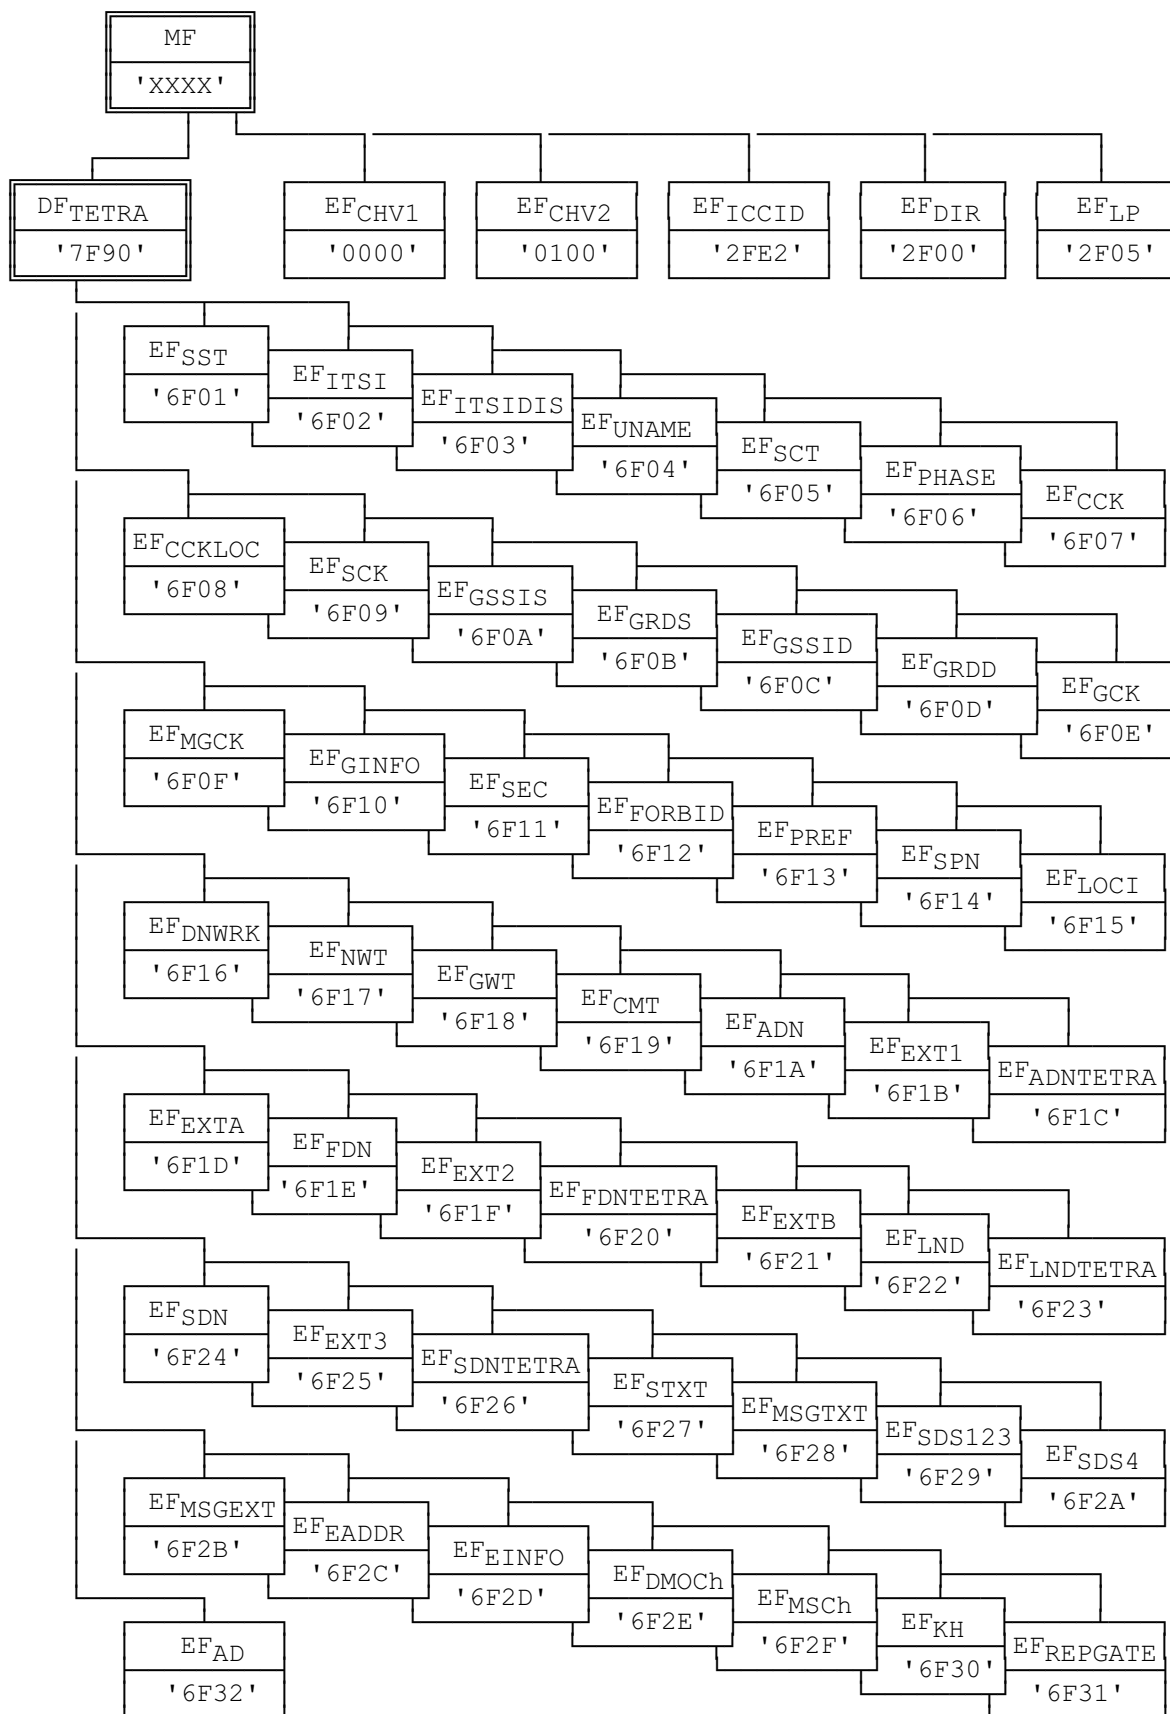 MF
'XXXX'
DFTETRA EFCHV1 EFCHV2 EFICCID EFDIR EFLP
'7F90' '0000' '0100' '2FE2' '2F00' '2F05'
EFSST
'6F01'
EFITSI
'6F02'
EFITSIDIS
'6F03'
EFUNAME
'6F04'
EFSCT
'6F05'
EFPHASE
'6F06'
EFCCK
'6F07'
EFCCKLOC
'6F08'
EFSCK
'6F09'
EFGSSIS
'6F0A'
EFGRDS
'6F0B'
EFGSSID
'6F0C'
EFGRDD
'6F0D'
EFGCK
'6F0E'
EFMGCK
'6F0F'
EFGINFO
'6F10'
EFSEC
'6F11'
EFFORBID
'6F12'
EFPREF
'6F13'
EFSPN
'6F14'
EFLOCI
'6F15'
EFDNWRK
'6F16'
EFNWT
'6F17'
EFGWT
'6F18'
EFCMT
'6F19'
EFADN
'6F1A'
EFEXT1
'6F1B'
EFADNTETRA
'6F1C'
EFEXTA
'6F1D'
EFFDN
'6F1E'
EFEXT2
'6F1F'
EFFDNTETRA
'6F20'
EFEXTB
'6F21'
EFLND
'6F22'
EFLNDTETRA
'6F23'
EFSDN
'6F24'
EFEXT3
'6F25'
EFSDNTETRA
'6F26'
EFSTXT
'6F27'
EFMSGTXT
'6F28'
EFSDS123
'6F29'
EFSDS4
'6F2A'
EFMSGEXT
'6F2B'
EFEADDR
'6F2C'
EFEINFO
'6F2D'
EFDMOCh
'6F2E'
EFMSCh
'6F2F'
EFKH
'6F30'
EFREPGATE
'6F31'
EFAD
'6F32'